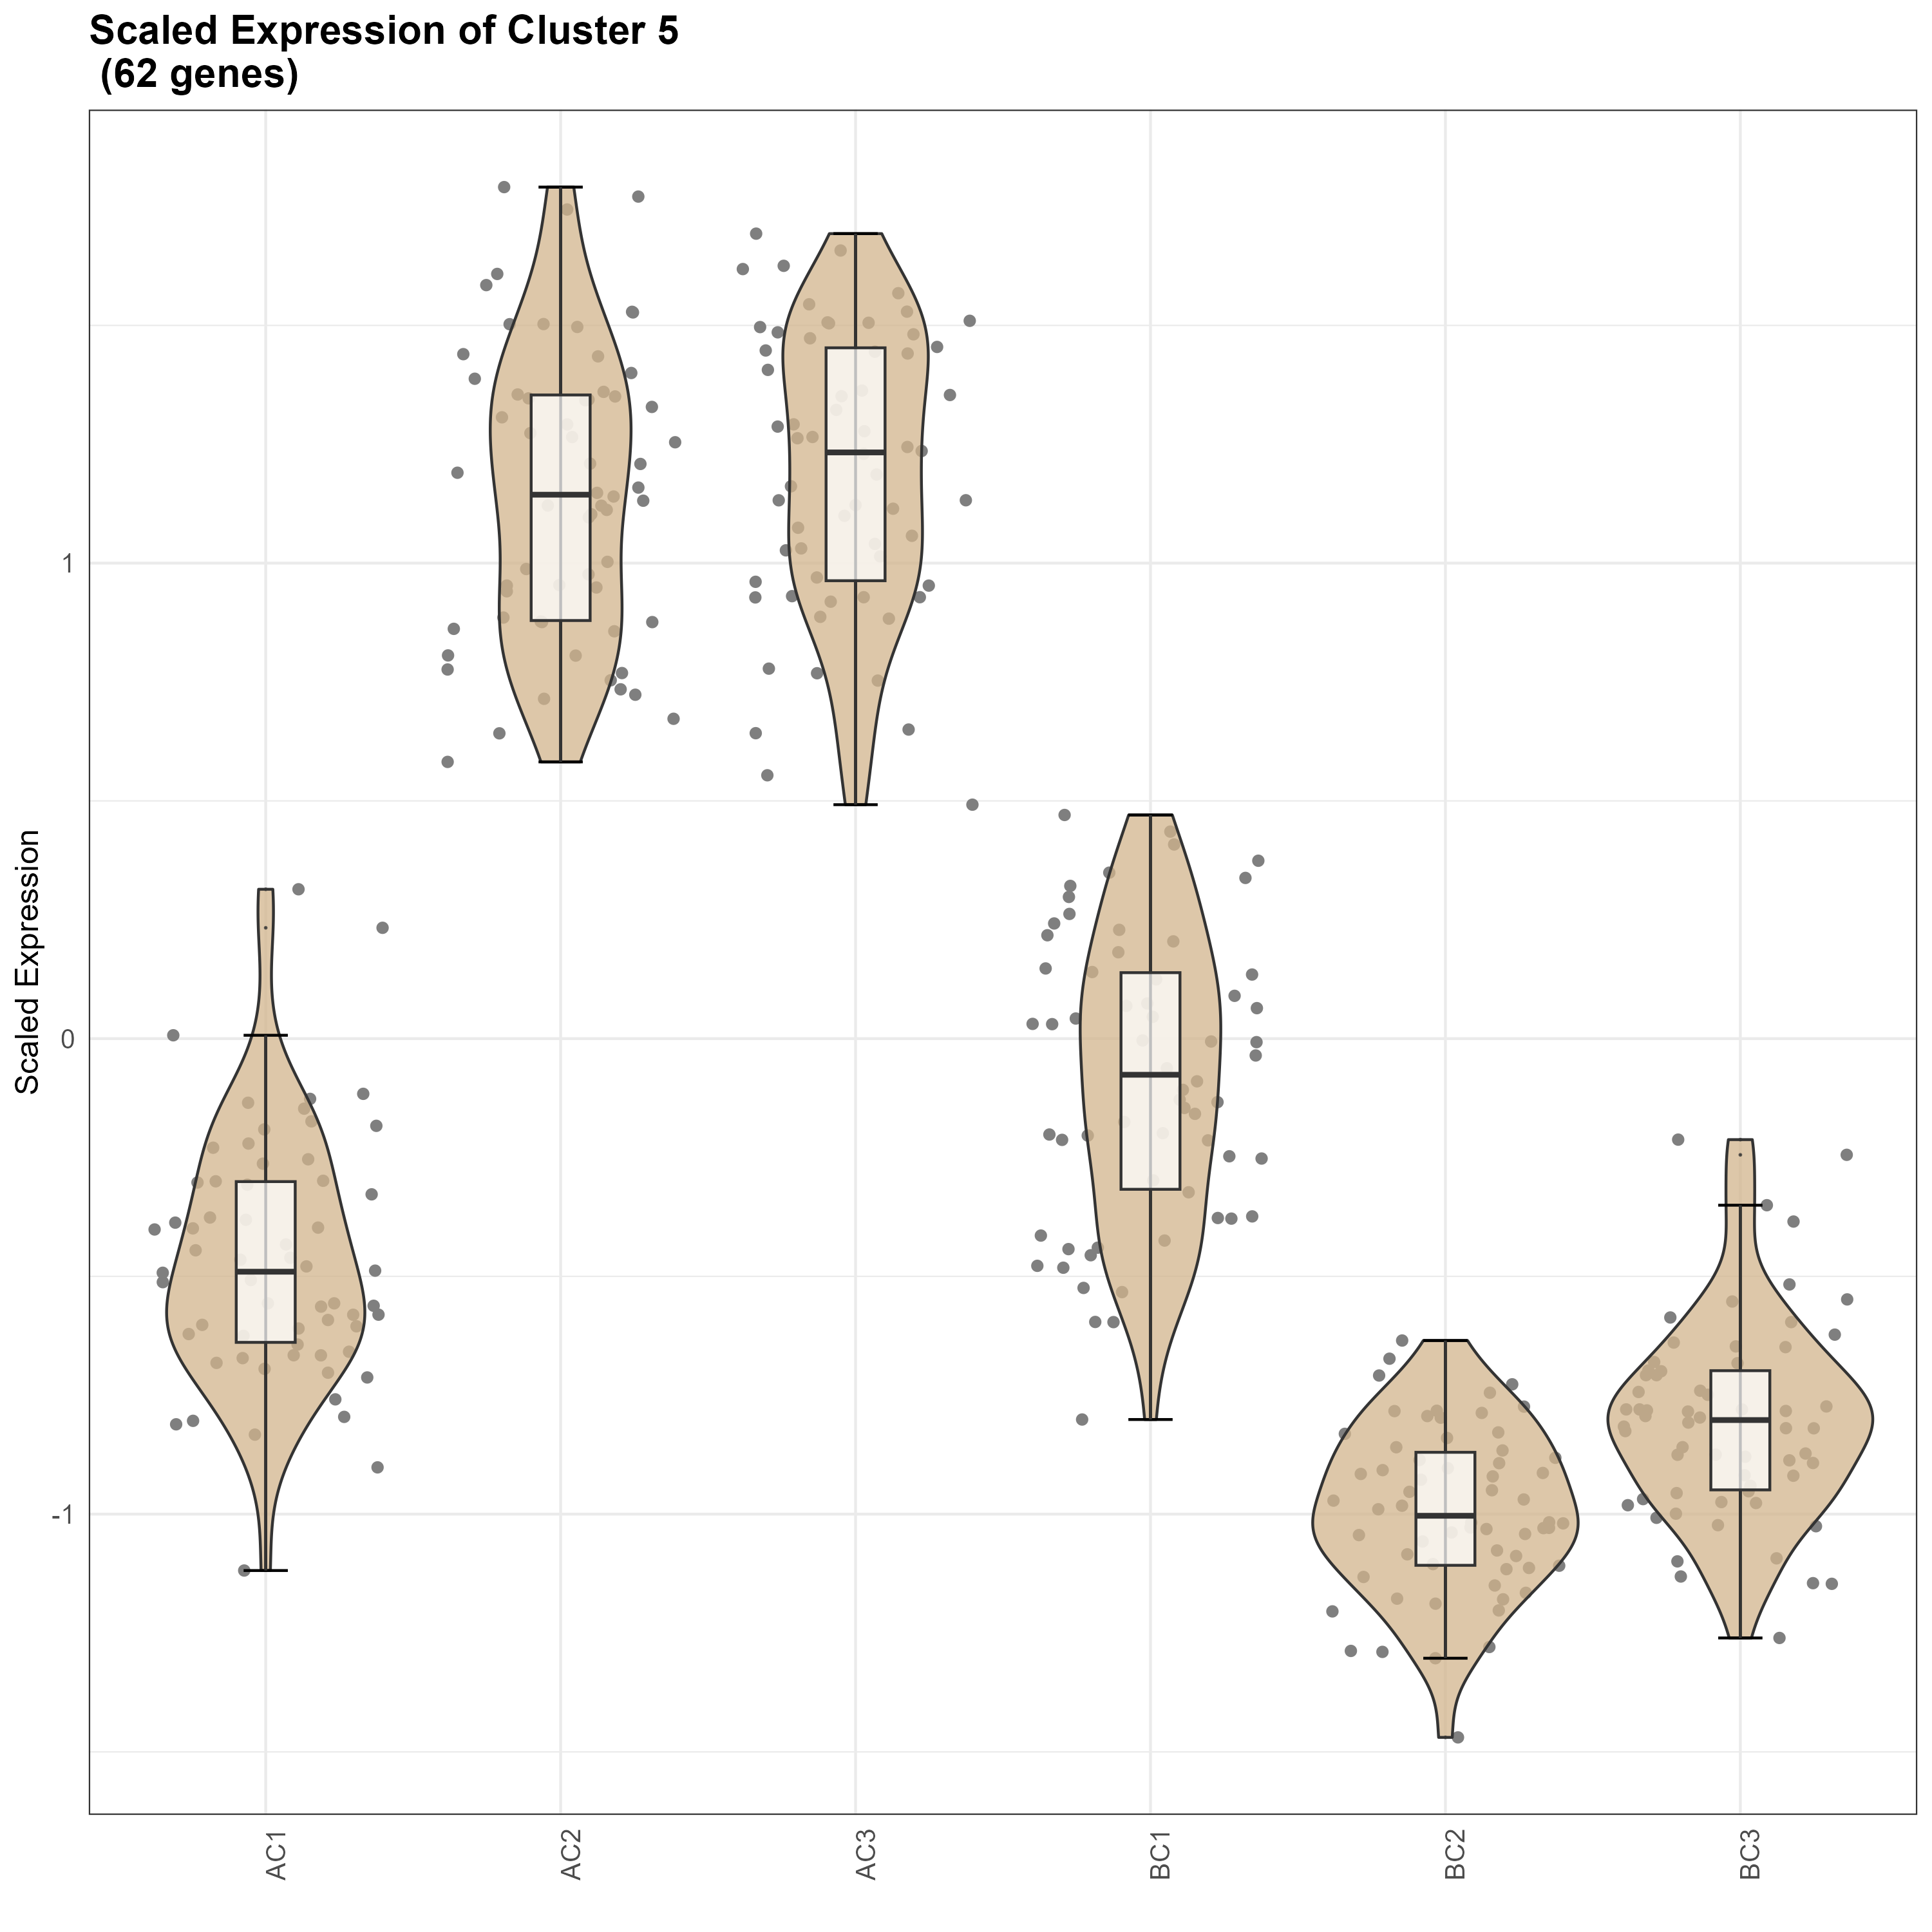 Scaled Expression of Cluster 5
(62 genes)
Scaled Expression
1
0
-1
AC1
AC2
AC3
BC1
BC2
BC3